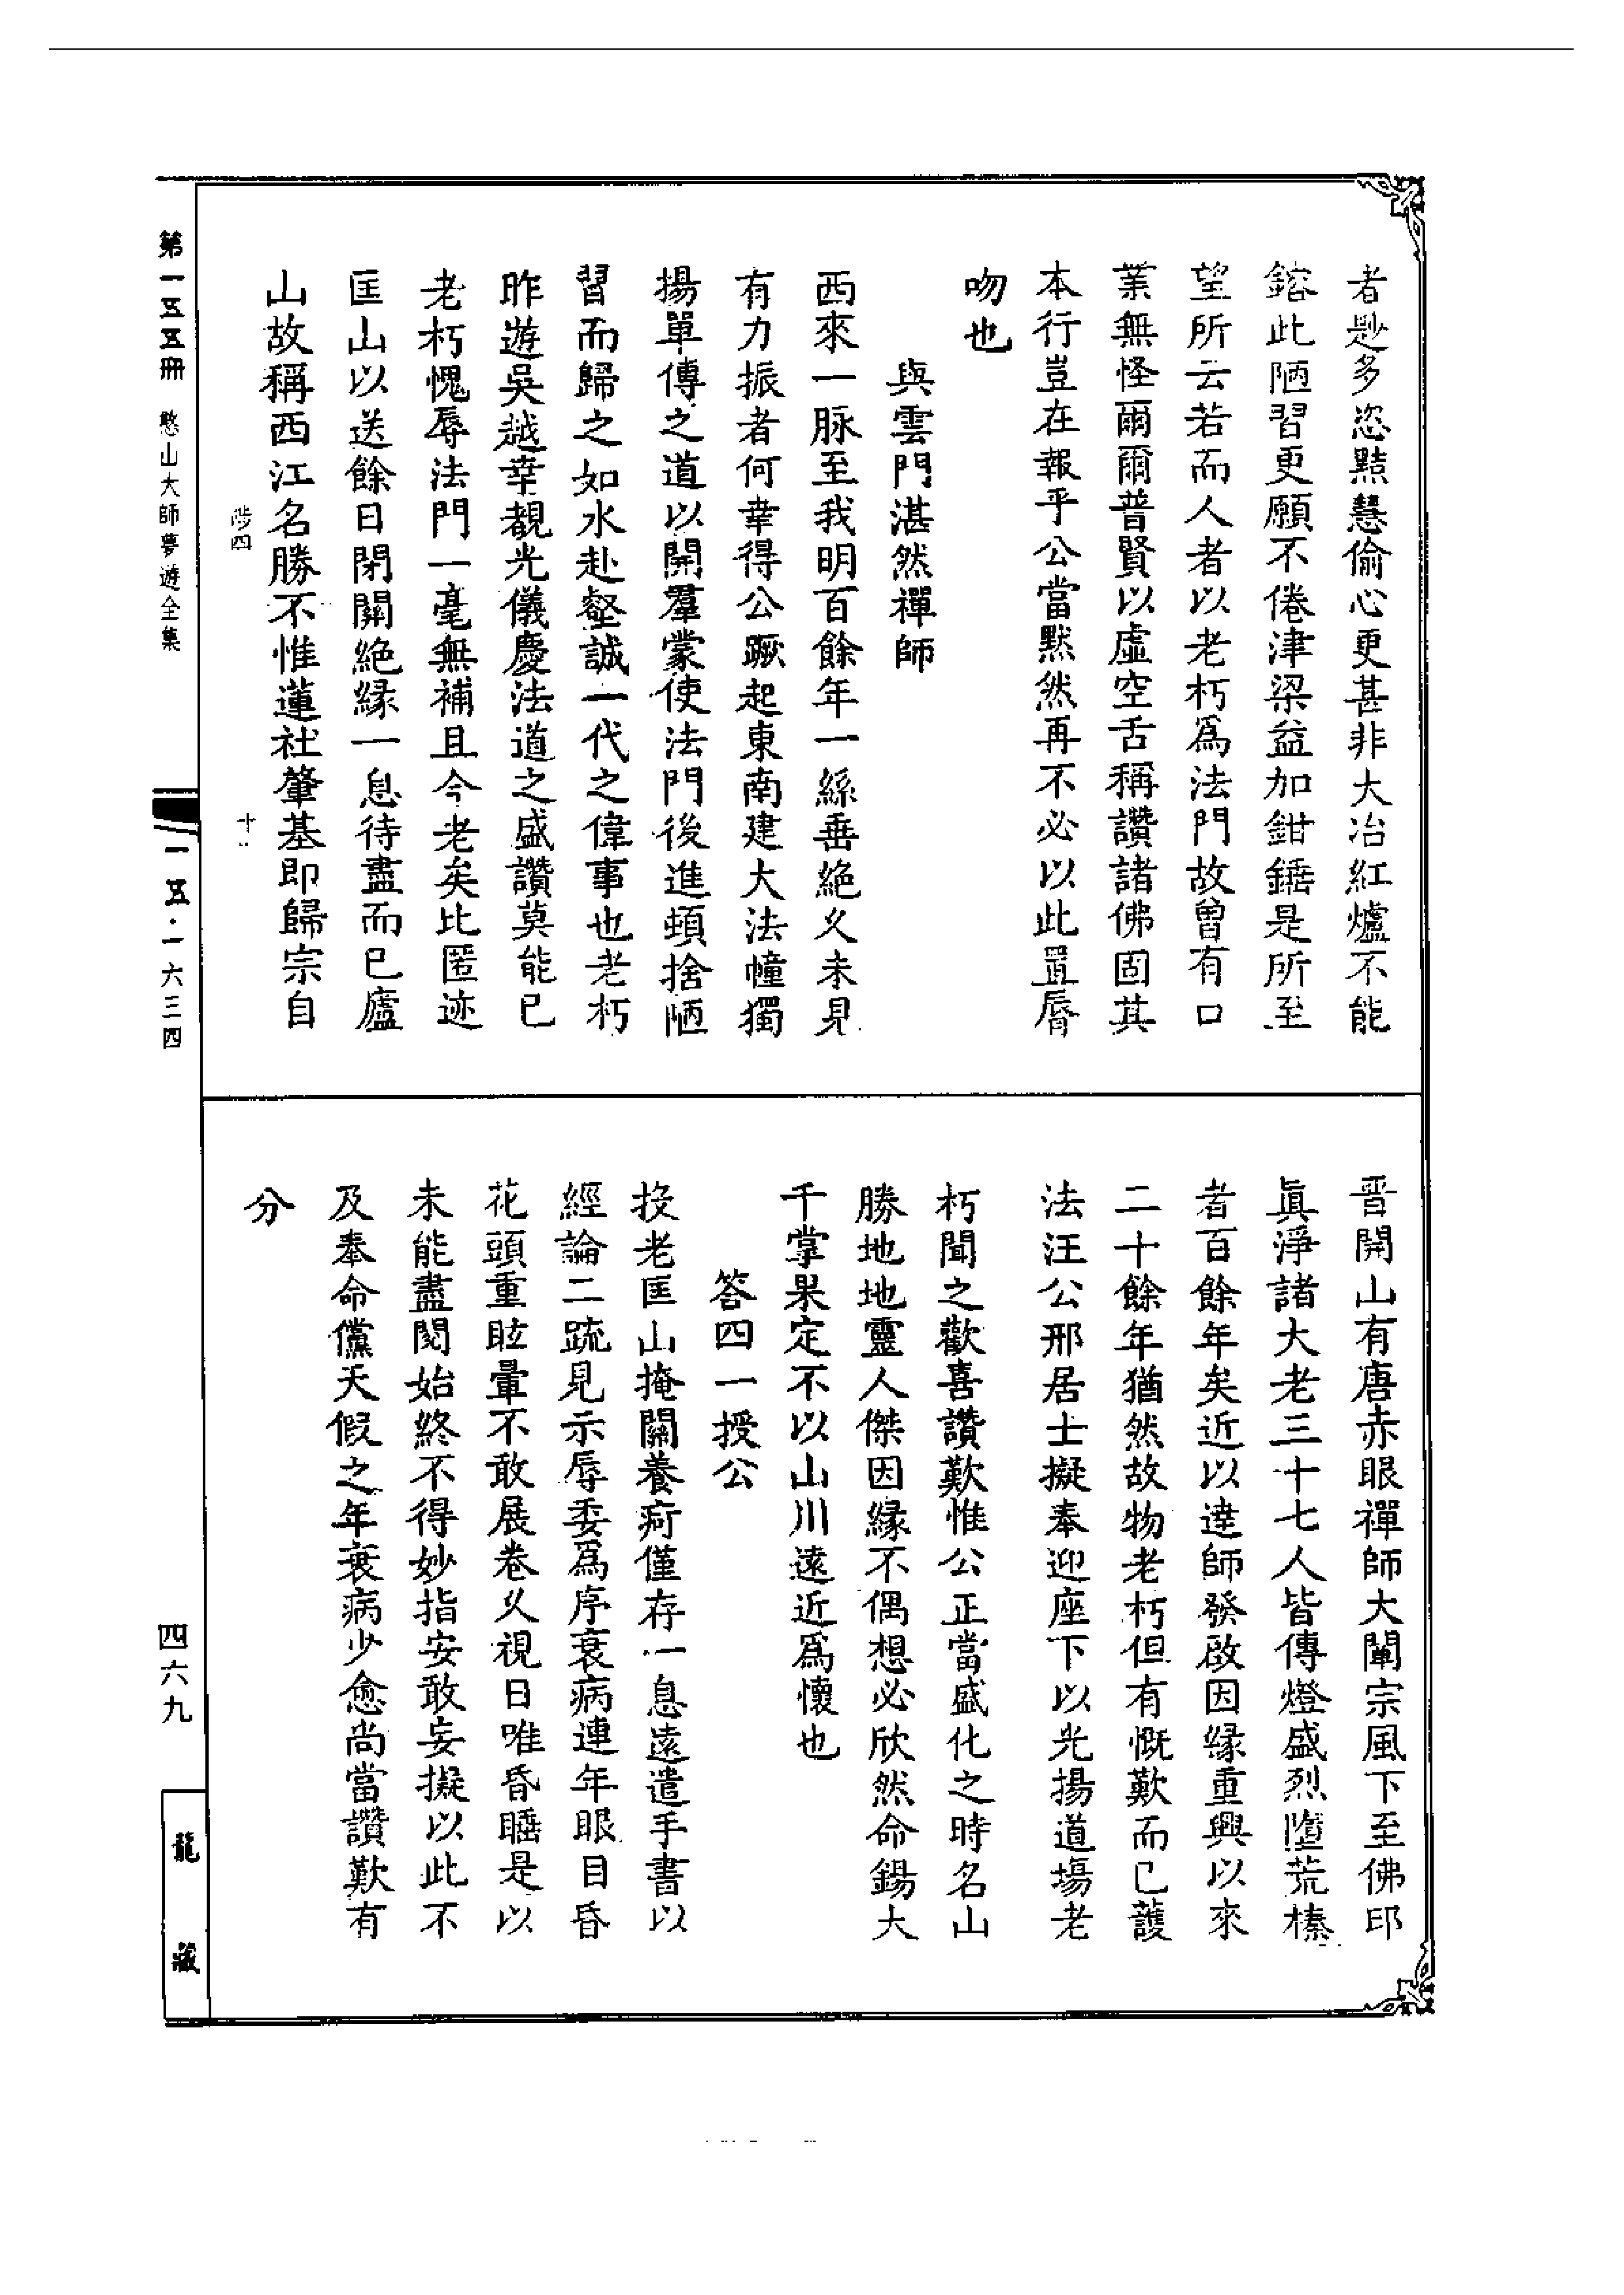 者尟多恣黠慧偷心更甚非大冶紅爐不能
鎔此陋習更願不倦津梁益加鉗錘是所至
望所云若而人者以老朽爲法門故曾有口
業無怪爾爾普賢以虛空舌稱讚諸佛固其
本行豈在報乎公當默然再不必以此置脣
吻也
與雲門湛然禪師
西來一脉至我明百餘年一絲垂絶久未見
有力振者何幸得公蹶起東南建大法幢獨
揚單傳之道以開羣蒙使法門後進頓捨陋
習而歸之如水赴壑誠一代之偉事也老朽
昨遊吳越幸覩光儀慶法道之盛讚莫能已
老朽愧辱法門一毫無補且今老矣比匿迹
匡山以送餘日閉關絶縁一息待盡而已廬
山故稱西江名勝不惟蓮社肇基即歸宗自
陟四
晋開山有唐赤眼禪師大闡宗風下至佛印
眞淨諸大老三十七人皆傳燈盛烈墮荒榛
者百餘年矣近以達師發啟因緣重興以來
二十餘年猶然故物老朽但有慨歎而已護
法汪公邢居士擬奉迎座下以光揚道場老
朽聞之歡喜讚歎惟公正當盛化之時名山
勝地地靈人傑因縁不偶想必欣然命錫大
千掌果定不以山川遠近爲懷也
答四一授公
投老匡山掩關養疴僅存一息遠遣手書以
經論二疏見示辱委爲序衰病連年眼目昏
花頭重眩暈不敢展卷久視日唯昏睡是以
未能盡閱始終不得妙指安敢妄擬以此不
及奉命儻天假之年衰病少愈尚當讚歎有
分
第一五五冊 憨山大師夢遊全集
一五·一六三四
四六九
龍藏